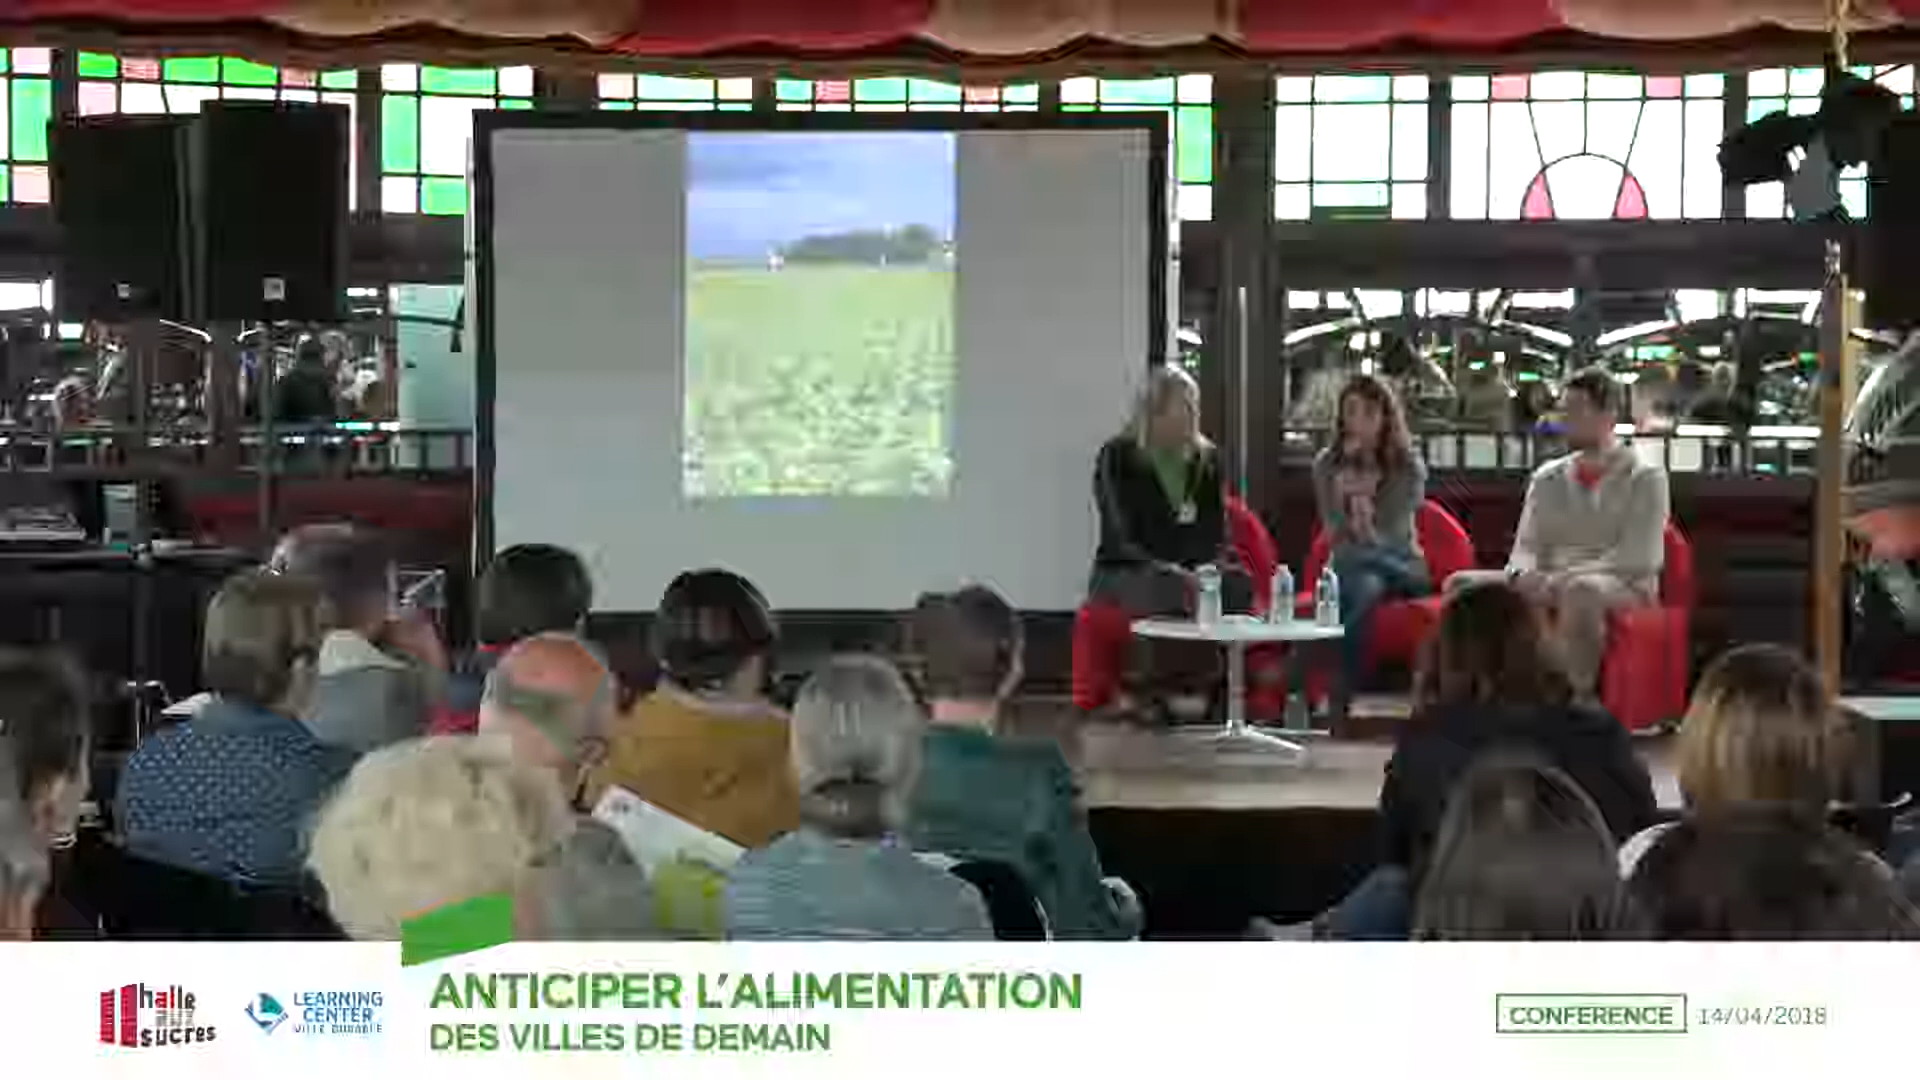 halle
aux
sucres
LEARNING
CENTER
VILLE DURABLE
ANTICIPER L'ALIMENTATION
DES VILLES DE DEMAIN
CONFERENCE
14/04/2018